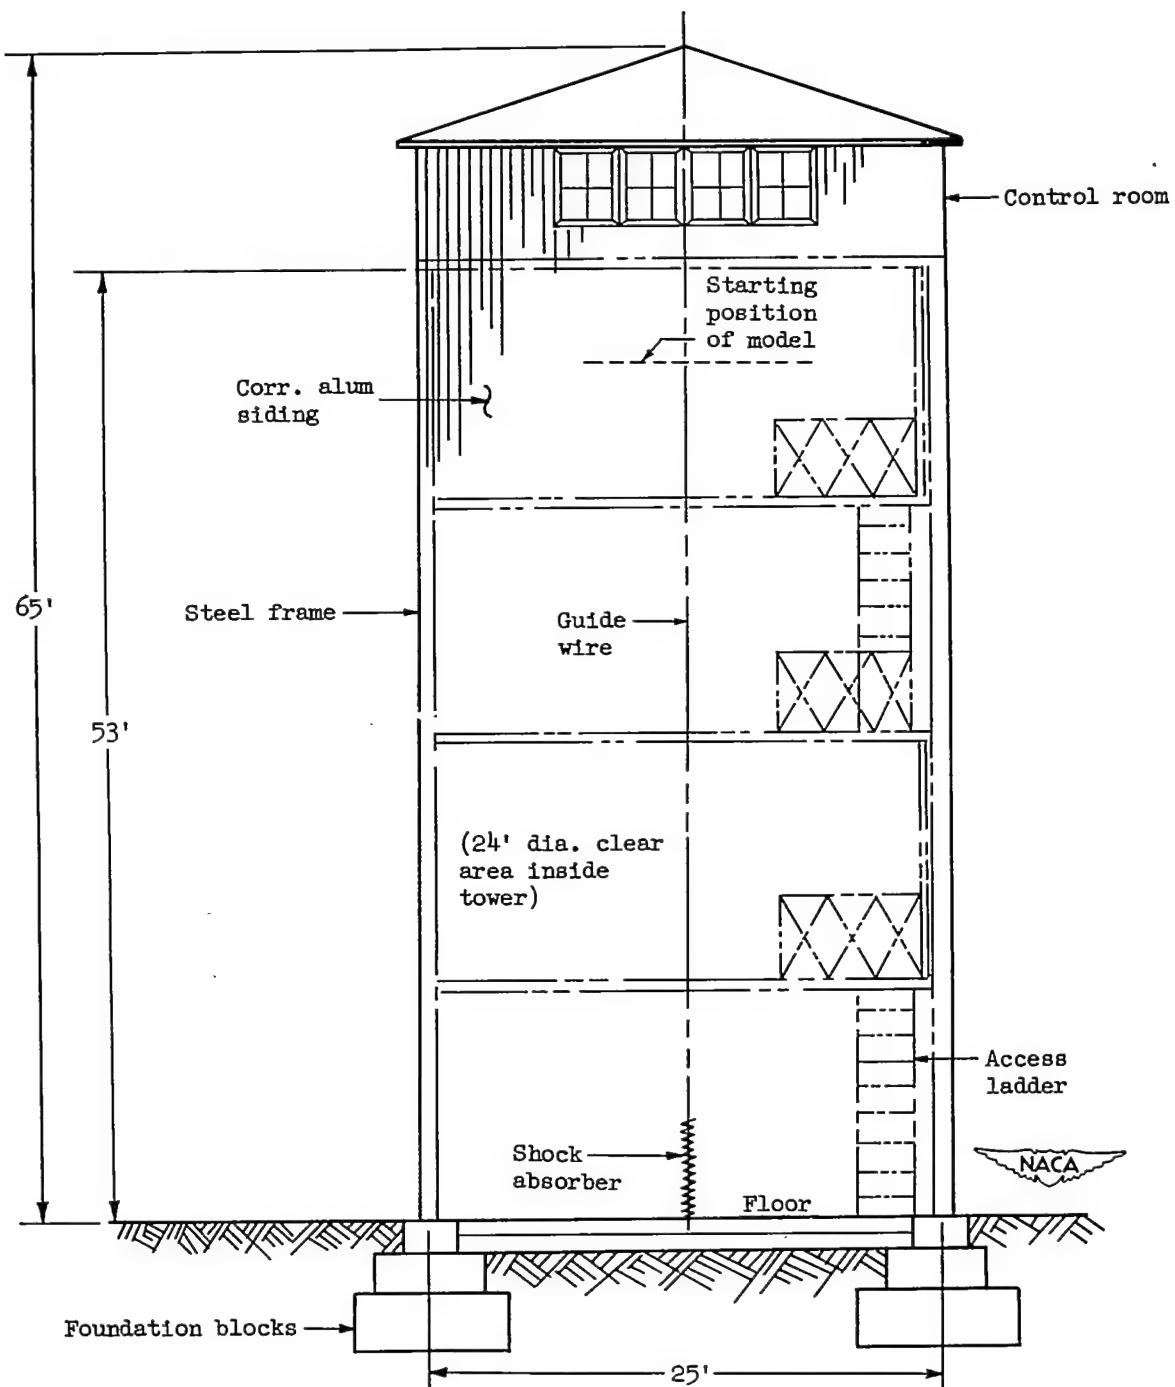 Control room
Starting
position
of model
Corr. alum
siding
65'
Steel frame
Guide
wire
53'
(24' dia. clear
area inside
tower)
Access
ladder
Shock
absorber
NACA
Floor
Foundation blocks
25'